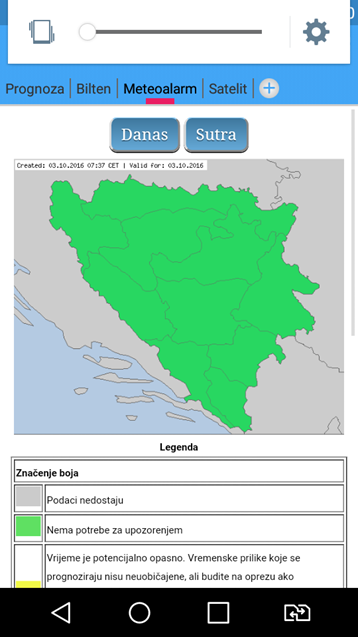 0
Prognoza Bilten Meteoalarm Satelit
Danas Sutra
Created: 03.10.2016 07:37 CET | Valid for: 03.10.2016
Legenda
Značenje boja
Podaci nedostaju
Nema potrebe za upozorenjem
Vrijeme je potencijalno opasno. Vremenske prilike koje se
prognoziraju nisu neuobičajene, ali budite na oprezu ako